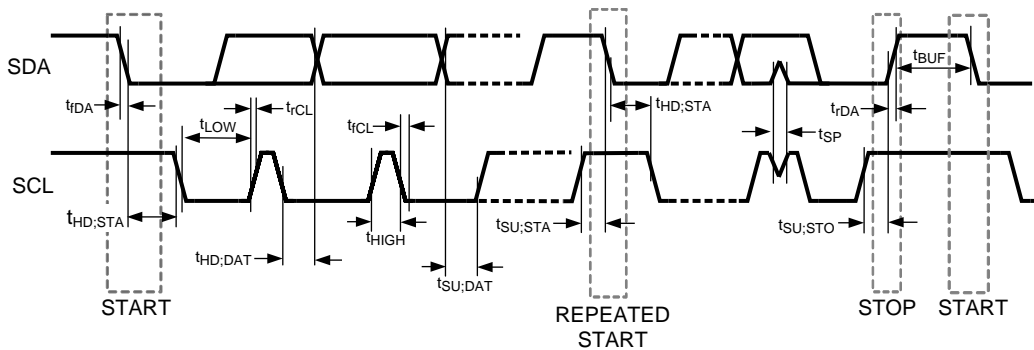 SDA
t_fDA
t_LOW
t_rCL
t_fCL
t_HD;STA
t_SP
t_rDA
t_BUF
SCL
t_HD;STA
t_HD;DAT
t_HIGH
t_SU;DAT
t_SU;STA
t_SU;STO
START
REPEATED
START
STOP
START